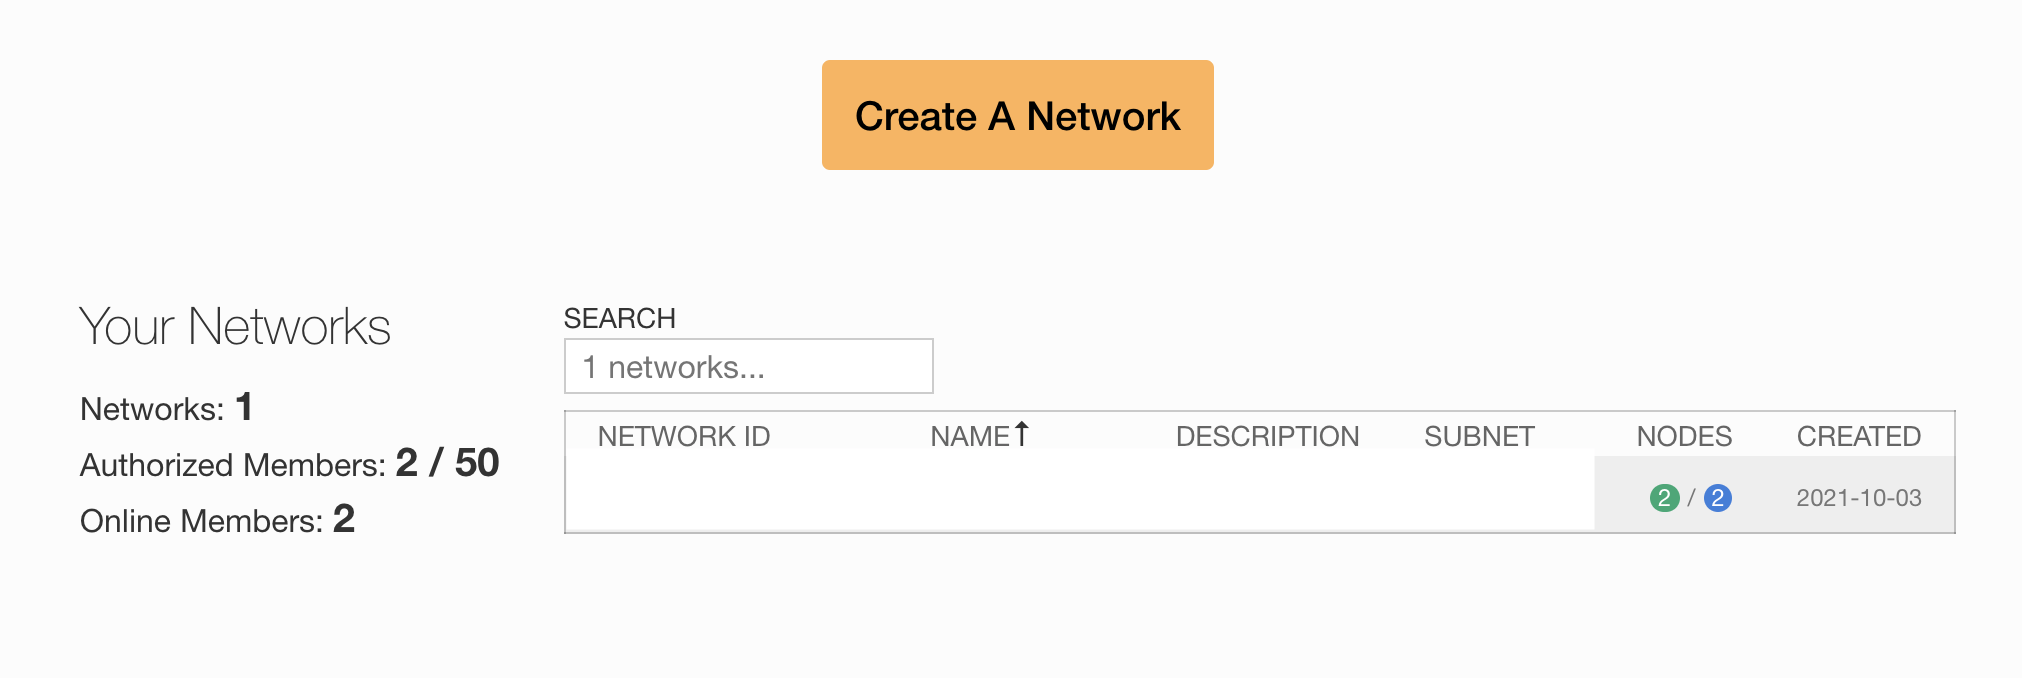 Create A Network
Your Networks
Networks: 1
Authorized Members: 2 / 50
Online Members: 2
SEARCH
1 networks...
NETWORK ID NAME↑ DESCRIPTION SUBNET NODES CREATED
2 / 2 2021-10-03